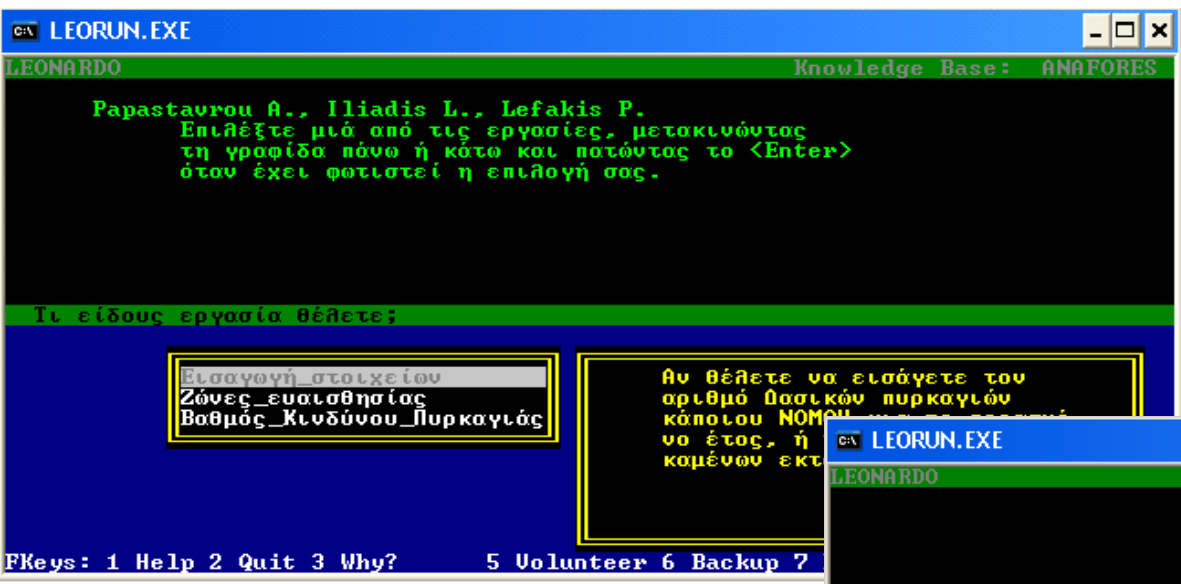 LEORUN.EXE
LEONARDO Knowledge Base: ANAFORES
Papastavrou A., Iliadis L., Lefakis P.
Επιλέξτε μιά από τις εργασίες, μετακινώντας
τη γραφίδα πάνω ή κάτω και πατώντας το <Enter>
όταν έχει φωτιστεί η επιλογή σας.
Τι είδους εργασία θέλετε;
Εισαγωγή_στοιχείων
Ζώνες_ευαισθησίας
Βαθμός_Κινδύνου_Πυρκαγιάς
Αν θέλετε να εισάγετε τον
αριθμό Δασικών πυρκαγιών
κάποιου ΝΟΜΟΥ
νο έτος, ή
καμένων
FKeys: 1 Help 2 Quit 3 Why? 5 Volunteer 6 Backup 7
LEORUN.EXE
LEONARDO